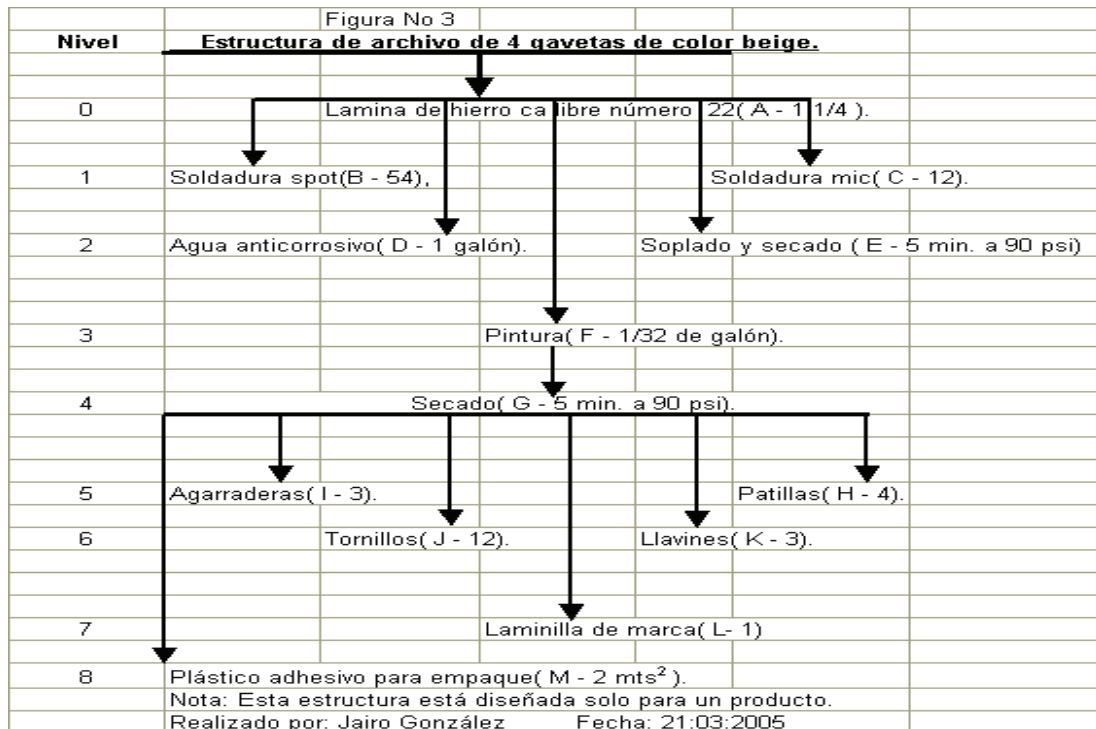 Figura No 3
Nivel Estructura de archivo de 4 gavetas de color beige.
0 Lamina de hierro ca libre número 22( A - 1 1/4 ).
1 Soldadura spot(B - 54), Soldadura mic( C - 12).
2 Agua anticorrosivo( D - 1 galón). Soplado y secado ( E - 5 min. a 90 psi)
3 Pintura( F - 1/32 de galón).
4 Secado( G - 5 min. a 90 psi).
5 Agarraderas( I - 3). Patillas( H - 4).
6 Tornillos( J - 12). Llavines( K - 3).
7 Laminilla de marca( L- 1)
8 Plástico adhesivo para empaque( M - 2 mts² ).
Nota: Esta estructura está diseñada solo para un producto.
Realizado por: Jairo González Fecha: 21:03:2005